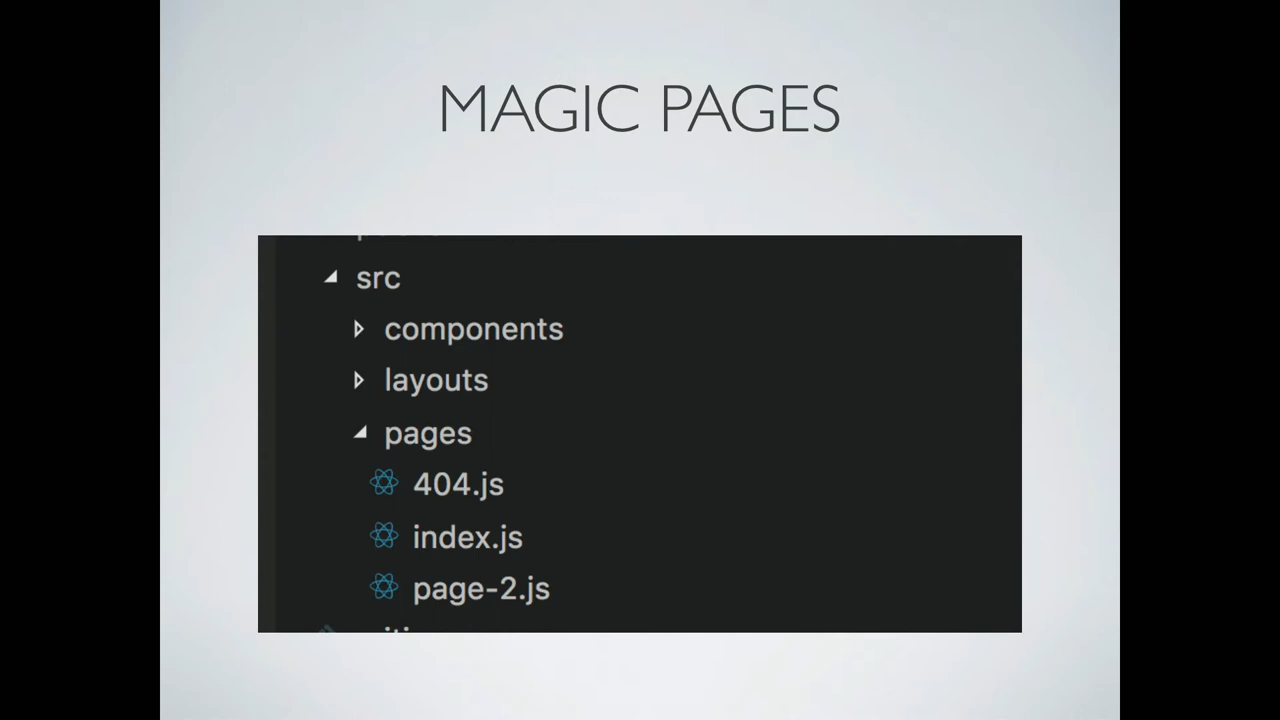 MAGIC PAGES
src
components
layouts
pages
404.js
index.js
page-2.js